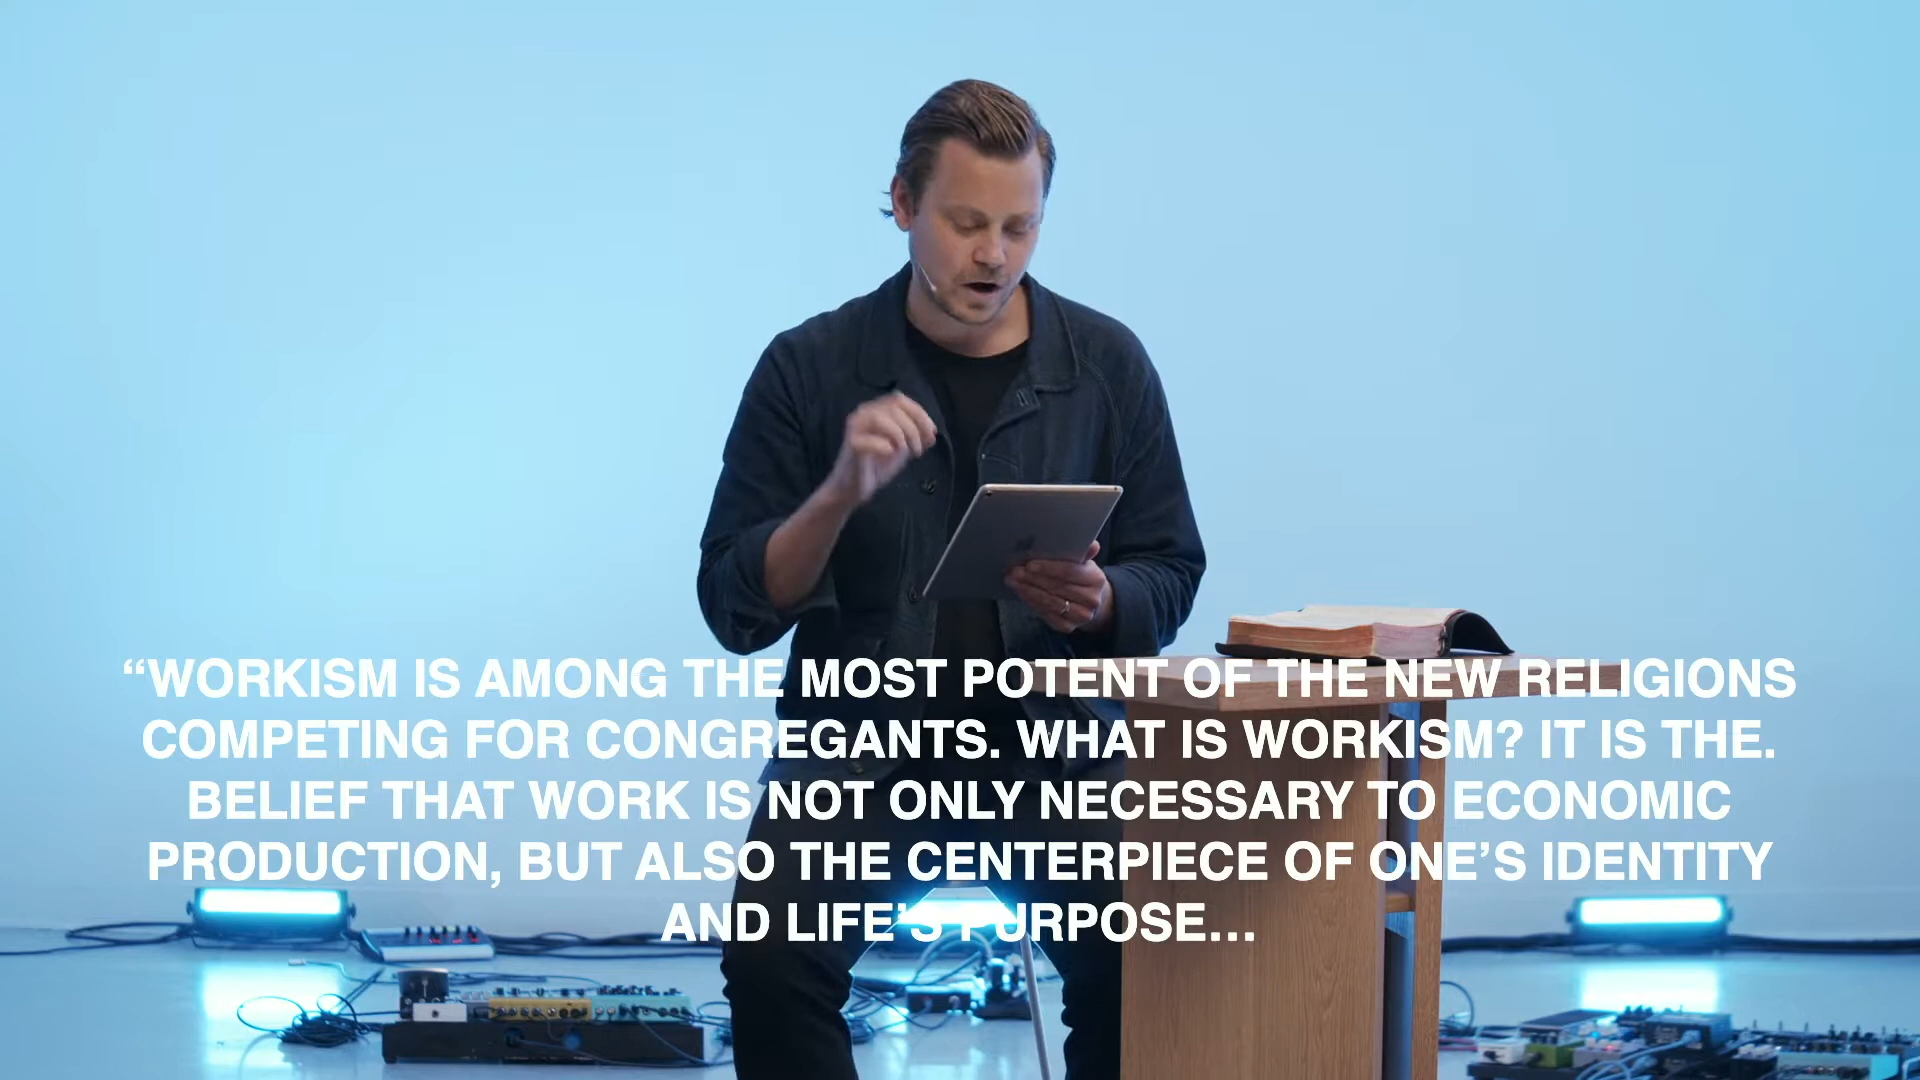 “WORKISM IS AMONG THE MOST POTENT OF THE NEW RELIGIONS
COMPETING FOR CONGREGANTS. WHAT IS WORKISM? IT IS THE.
BELIEF THAT WORK IS NOT ONLY NECESSARY TO ECONOMIC
PRODUCTION, BUT ALSO THE CENTERPIECE OF ONE’S IDENTITY
AND LIFE’S PURPOSE…